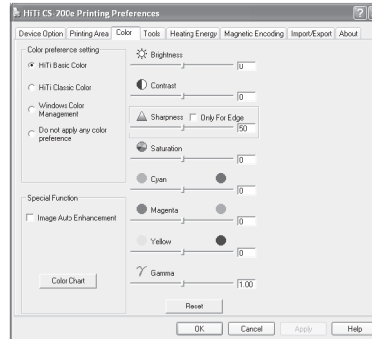 HiTi CS-200e Printing Preferences
Device Option Printing Area Color Tools Heating Energy Magnetic Encoding Import/Export About
Color preference setting
HiTi Basic Color
HiTi Classic Color
Windows Color
Management
Do not apply any color
preference
Special Function
Image Auto Enhancement
Color Chart
Brightness
0
Contrast
0
Sharpness Only For Edge
50
Saturation
0
Cyan
0
Magenta
0
Yellow
0
Gamma
1.00
Reset
OK Cancel Apply Help